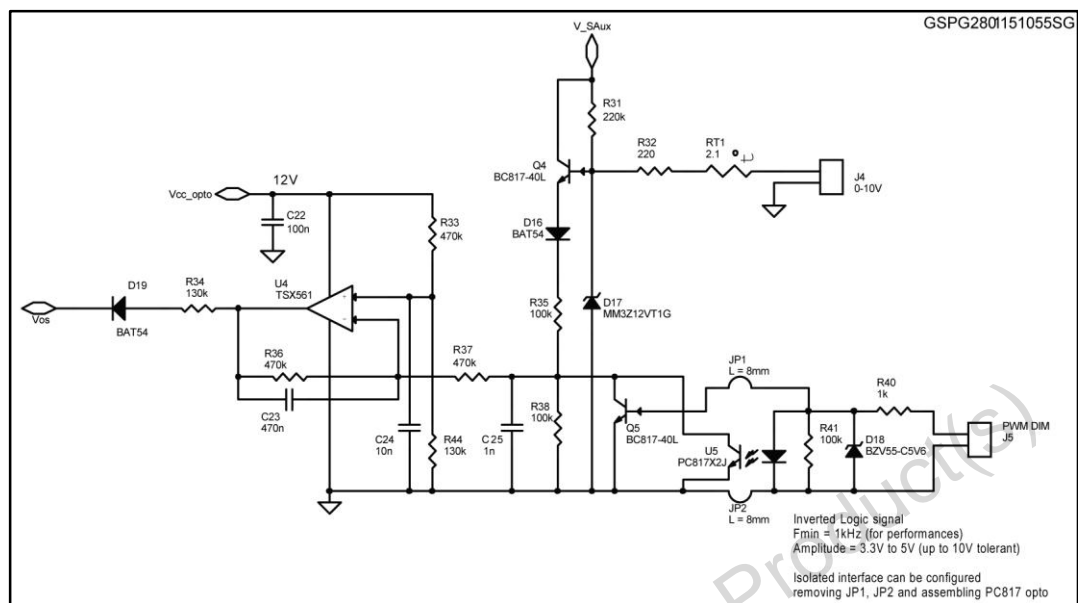 GSPG2801151055SG
V_SAux
R31
220k
R32
220
RT1
2.1
Q4
BC817-40L
J4
0-10V
12V
Vcc_opto
C22
100n
R33
470k
D16
BAT54
D19
R34
130k
U4
TSX561
Vos
BAT54
R35
100k
D17
MM3Z12VT1G
R36
470k
R37
470k
JP1
L = 8mm
C23
470n
R40
1k
R38
100k
Q5
BC817-40L
PWM DIM
J5
C24
10n
R44
130k
C25
1n
U5
PC817X2J
R41
100k
D18
BZV55-C5V6
JP2
L = 8mm
Inverted Logic signal
Fmin = 1kHz (for performances)
Amplitude = 3.3V to 5V (up to 10V tolerant)
Isolated interface can be configured
removing JP1, JP2 and assembling PC817 opto
Product(s)